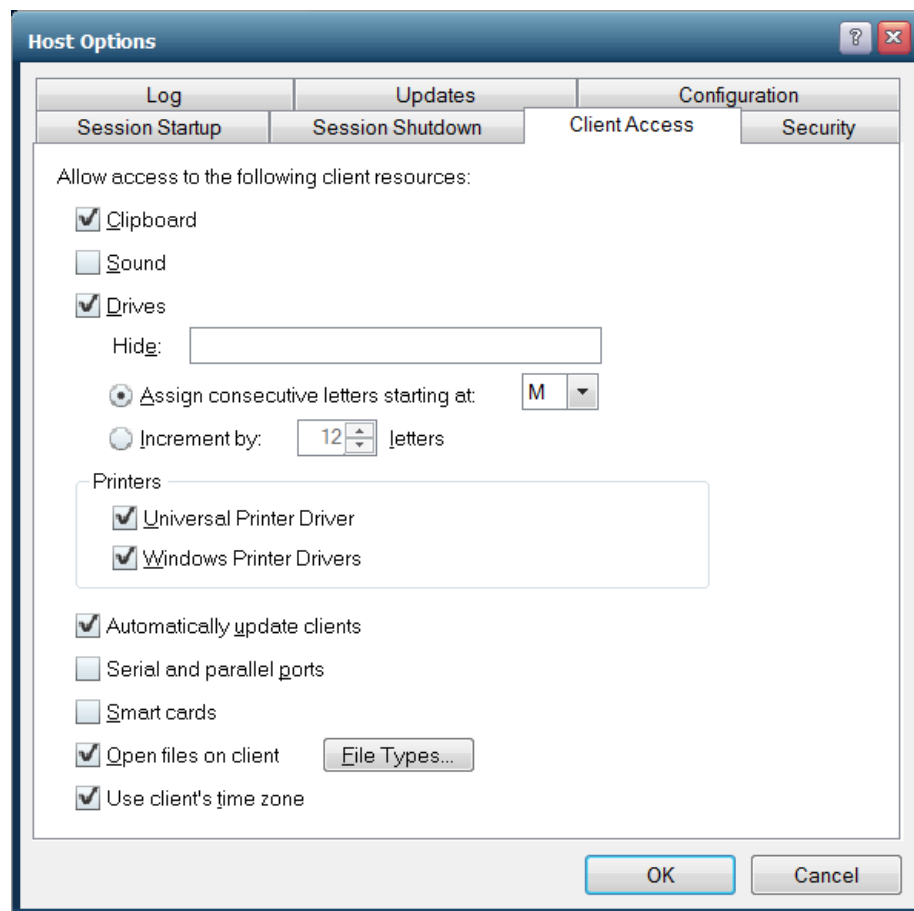 Host Options
Log Updates Configuration
Session Startup Session Shutdown Client Access Security
Allow access to the following client resources:
Clipboard
Sound
Drives
Hide:
Assign consecutive letters starting at: M
Increment by: 12 letters
Printers
Universal Printer Driver
Windows Printer Drivers
Automatically update clients
Serial and parallel ports
Smart cards
Open files on client File Types...
Use client's time zone
OK Cancel